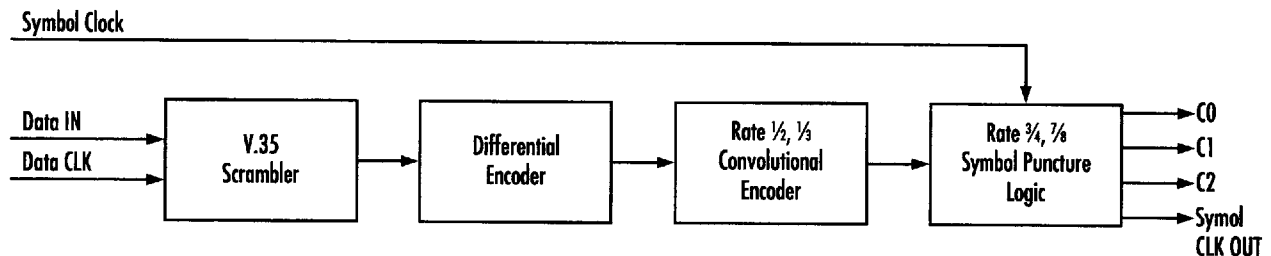 Symbol Clock
Data IN
Data CLK
V.35
Scrambler
Differential
Encoder
Rate ½, ⅓
Convolutional
Encoder
Rate ¾, ⅞
Symbol Puncture
Logic
C0
C1
C2
Symol
CLK OUT